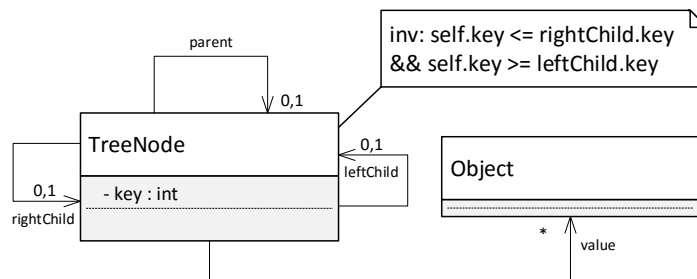 parent
inv: self.key <= rightChild.key
&& self.key >= leftChild.key
0,1
TreeNode
0,1
leftChild
Object
- key : int
0,1
rightChild
*
value